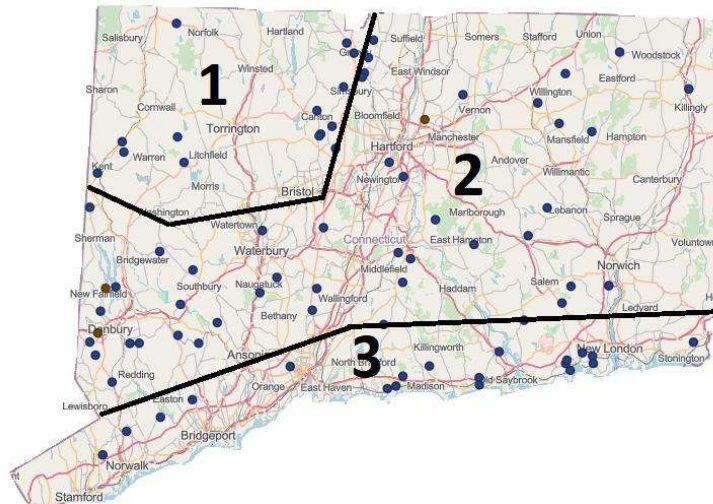 Salisbury Norfolk Hartland Suffield Somers Stafford Union
Woodstock
1
Winsted East Windsor Eastford
Sharon Simsbury Vernon Willington
Cornwall Canton Bloomfield Killingly
Torrington Manchester Mansfield Hampton
Hartford
Kent Warren Litchfield Andover
Newington 2 Willimantic Canterbury
Morris Bristol
Washington Marlborough Lebanon Sprague
Sherman Watertown Connecticut East Hampton
Bridgewater Waterbury Norwich
Middlefield
New Fairfield Southbury Naugatuck Haddam Salem
Wallingford
Bethany Ledyard
Danbury
Ansonia 3 Killingworth New London
Redding Orange East Haven Madison Old Saybrook Stonington
Lewisboro Easton
Bridgeport
Norwalk
Stamford